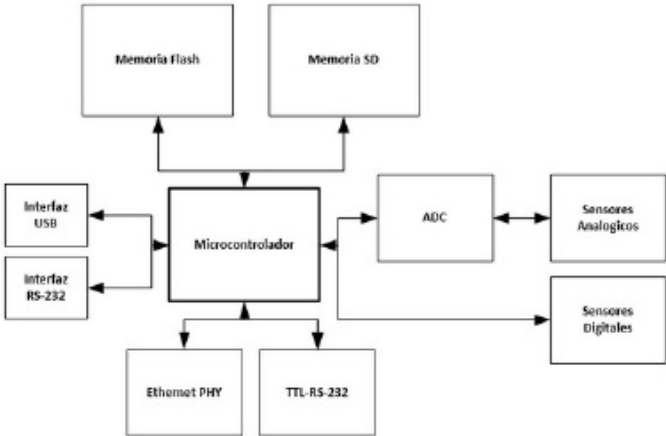 Memoria Flash
Memoria SD
Interfaz
USB
Interfaz
RS-232
Microcontrolador
ADC
Sensores
Analogicos
Sensores
Digitales
Ethernet PHY
TTL-RS-232